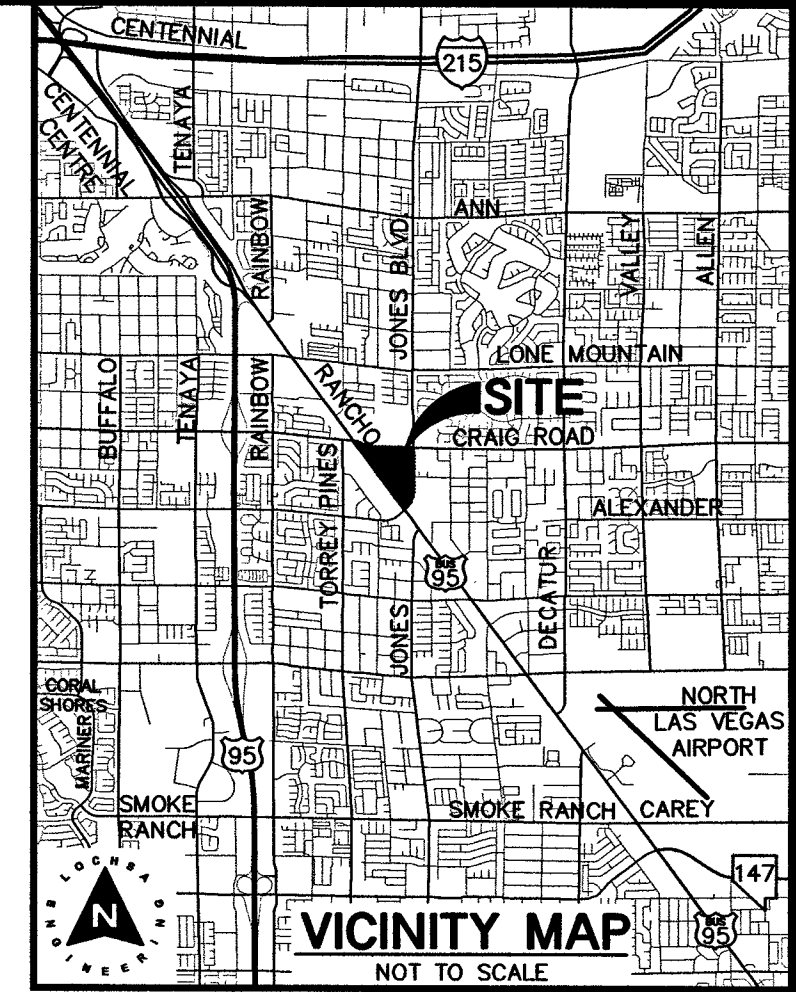 CENTENNIAL
215
CENTENNIAL
CENTRE
TENAYA
RAINBOW
ANN
JONES BLVD.
VALLEY
ALLEN
LONE MOUNTAIN
BUFFALO
TENAYA
RAINBOW
RANCHO
SITE
CRAIG ROAD
TORREY PINES
ALEXANDER
BUS
95
DECATUR
JONES
CORAL
SHORES
MARINER
95
NORTH
LAS VEGAS
AIRPORT
SMOKE
RANCH
SMOKE RANCH
CAREY
147
BUS
95
LOCHSA
ENGINEERING
N
VICINITY MAP
NOT TO SCALE